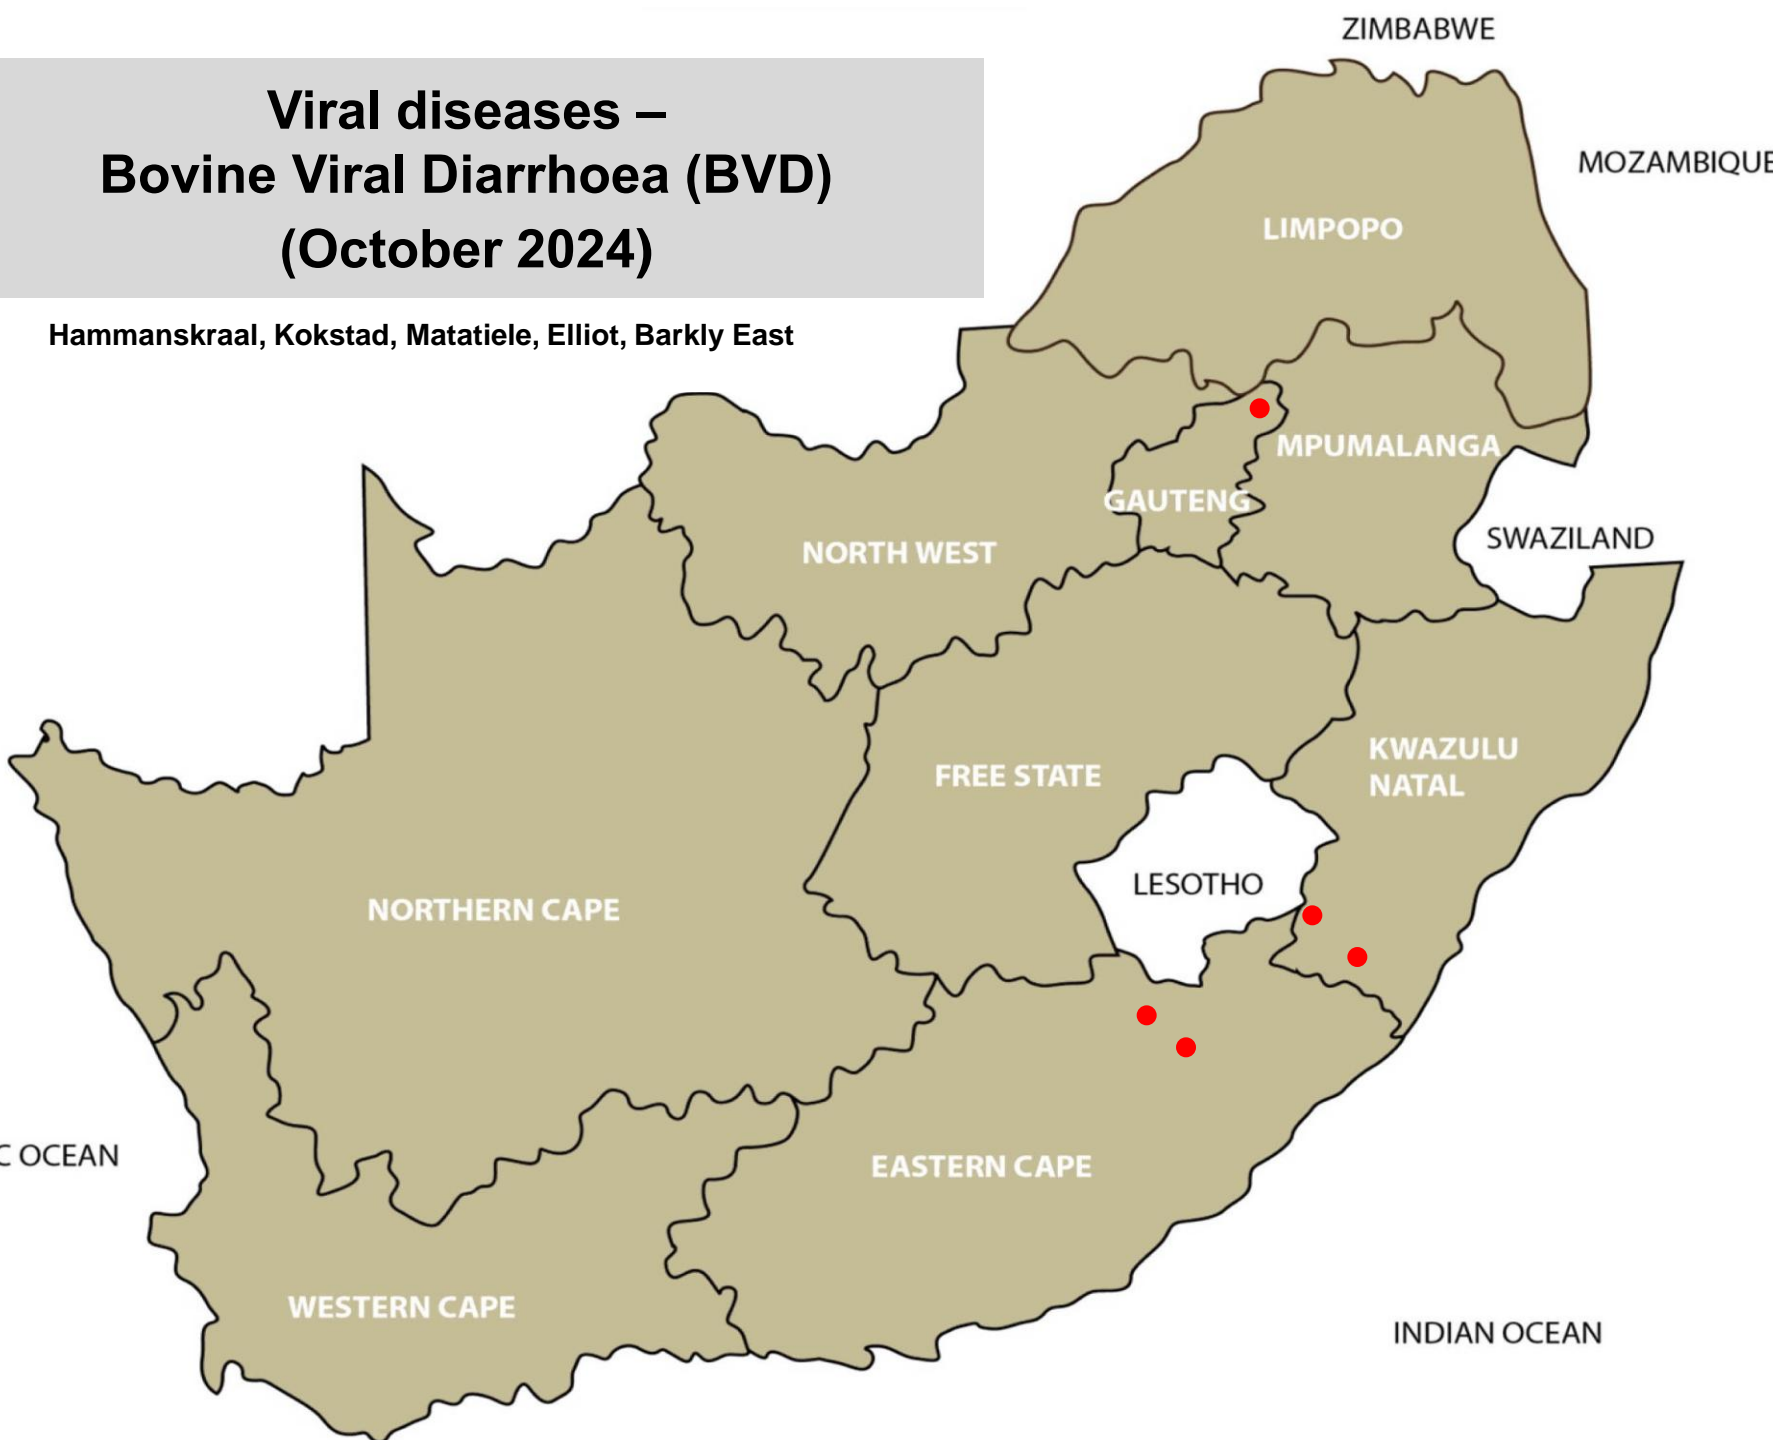 ZIMBABWE
Viral diseases –
Bovine Viral Diarrhoea (BVD)
(October 2024)
MOZAMBIQUE
LIMPOPO
Hammanskraal, Kokstad, Matatiele, Elliot, Barkly East
MPUMALANGA
GAUTENG
SWAZILAND
NORTH WEST
KWAZULU
NATAL
FREE STATE
LESOTHO
NORTHERN CAPE
C OCEAN
EASTERN CAPE
WESTERN CAPE
INDIAN OCEAN